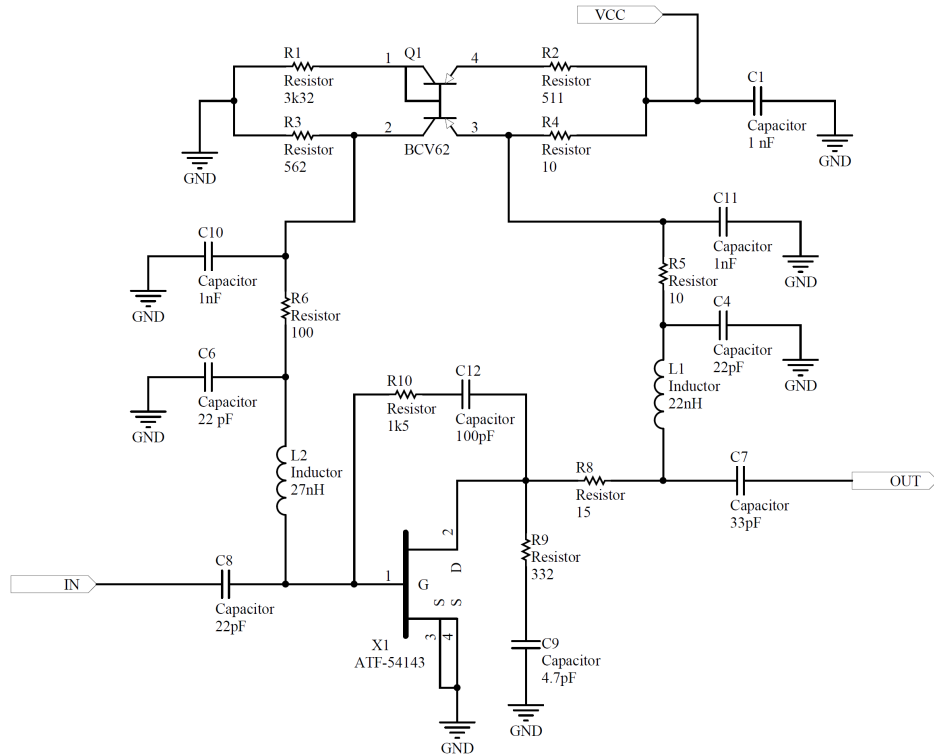 VCC
R1
Resistor
3k32
1
Q1
4
R2
Resistor
511
C1
Capacitor
1 nF
GND
R3
Resistor
562
2
BCV62
3
R4
Resistor
10
GND
C10
Capacitor
1nF
GND
C11
Capacitor
1nF
GND
R5
Resistor
10
R6
Resistor
100
C6
Capacitor
22 pF
GND
C4
Capacitor
22pF
GND
L1
Inductor
22nH
R10
Resistor
1k5
C12
Capacitor
100pF
L2
Inductor
27nH
R8
Resistor
15
C7
Capacitor
33pF
OUT
IN
C8
Capacitor
22pF
1
G
2
D
S
S
3
4
X1
ATF-54143
GND
R9
Resistor
332
C9
Capacitor
4.7pF
GND